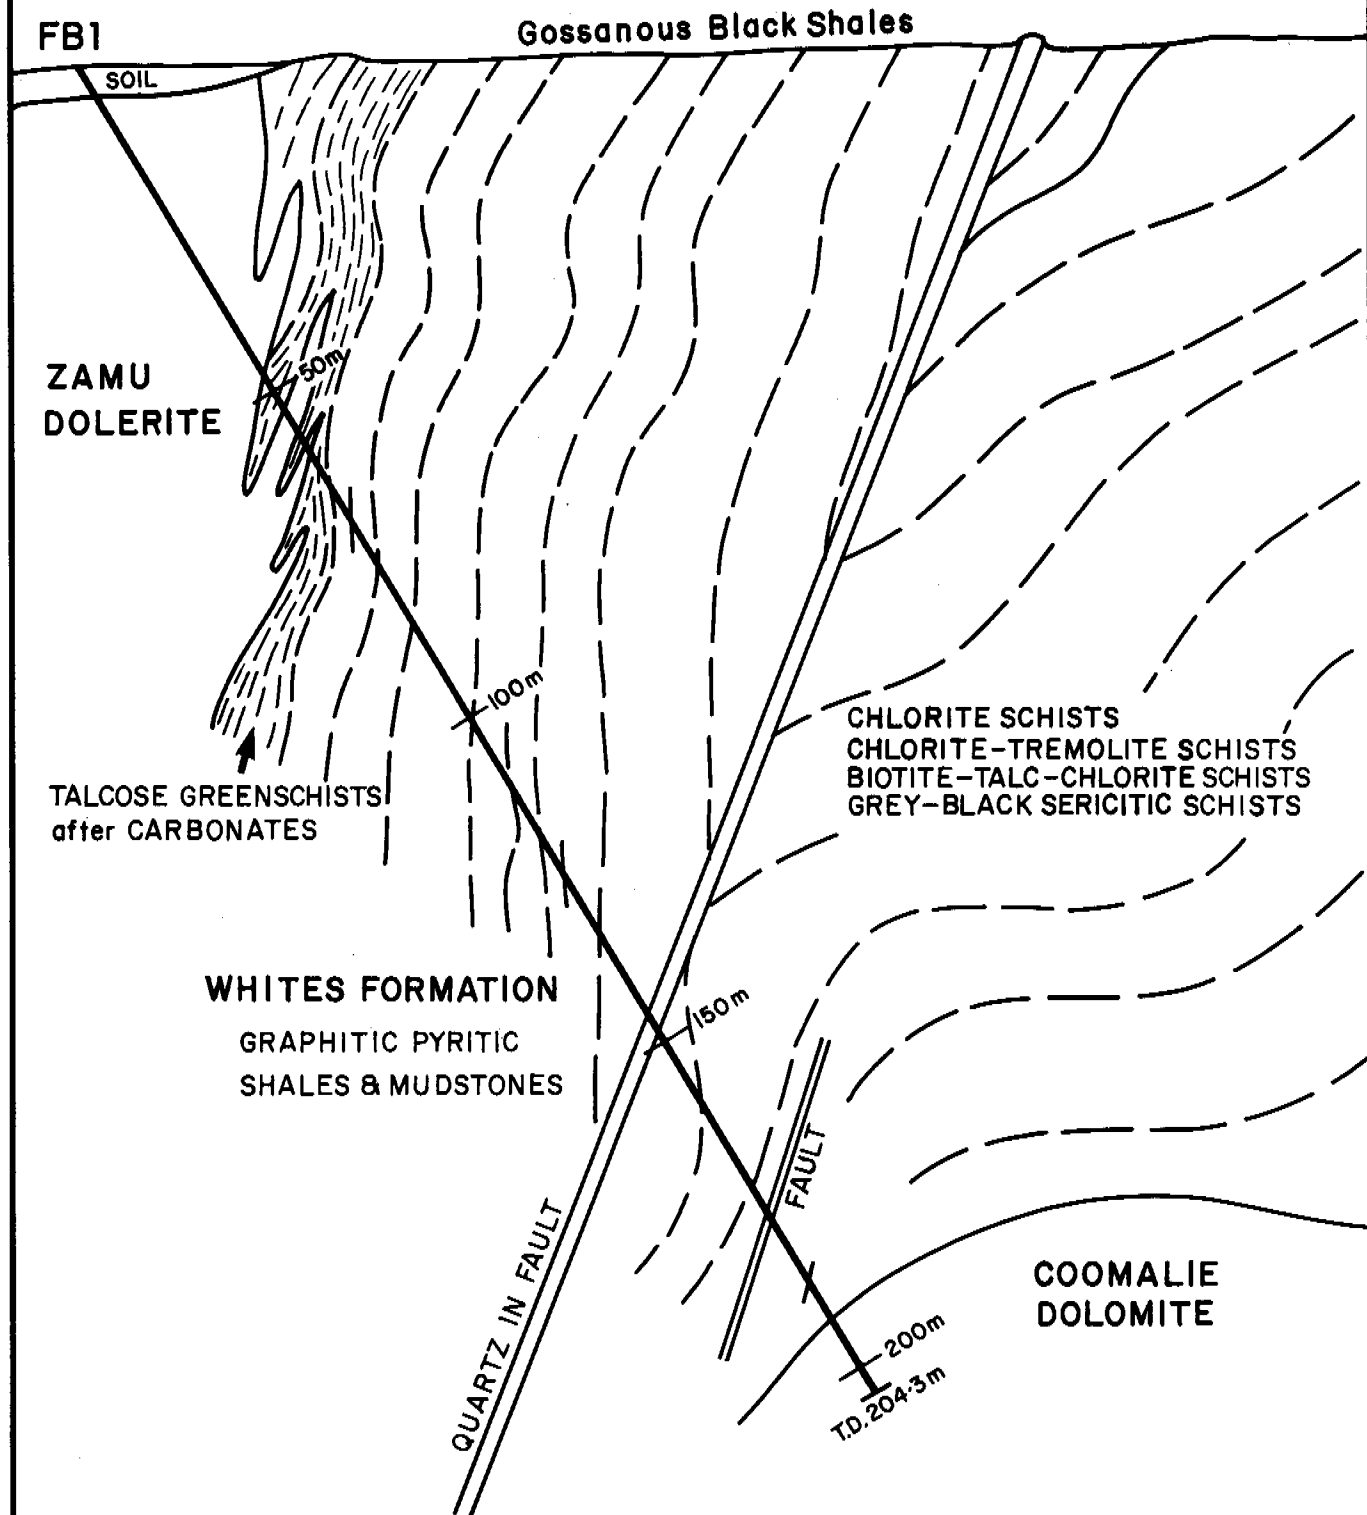 FB1
Gossanous Black Shales
SOIL
50m
ZAMU
DOLERITE
100m
CHLORITE SCHISTS
CHLORITE-TREMOLITE SCHISTS
BIOTITE-TALC-CHLORITE SCHISTS
GREY-BLACK SERICITIC SCHISTS
TALCOSE GREENSCHISTS
after CARBONATES
WHITES FORMATION
GRAPHITIC PYRITIC
SHALES & MUDSTONES
150m
FAULT
QUARTZ IN FAULT
COOMALIE
DOLOMITE
200m
T.D. 204·3m